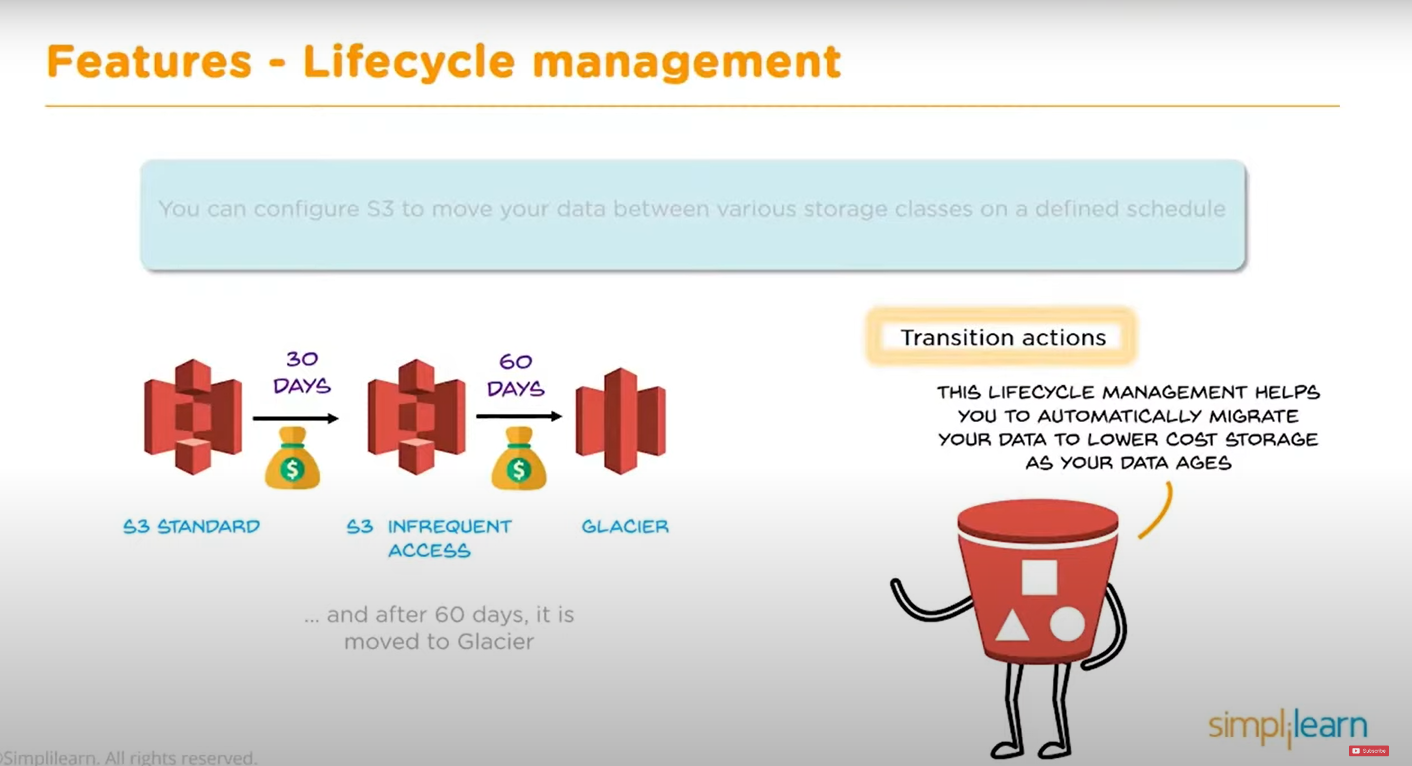 Features - Lifecycle management
You can configure S3 to move your data between various storage classes on a defined schedule
Transition actions
THIS LIFECYCLE MANAGEMENT HELPS
YOU TO AUTOMATICALLY MIGRATE
YOUR DATA TO LOWER COST STORAGE
AS YOUR DATA AGES
30
DAYS
60
DAYS
$
$
S3 STANDARD
S3 INFREQUENT
ACCESS
GLACIER
... and after 60 days, it is
moved to Glacier
simplilearn
Subscribe
©Simplilearn. All rights reserved.